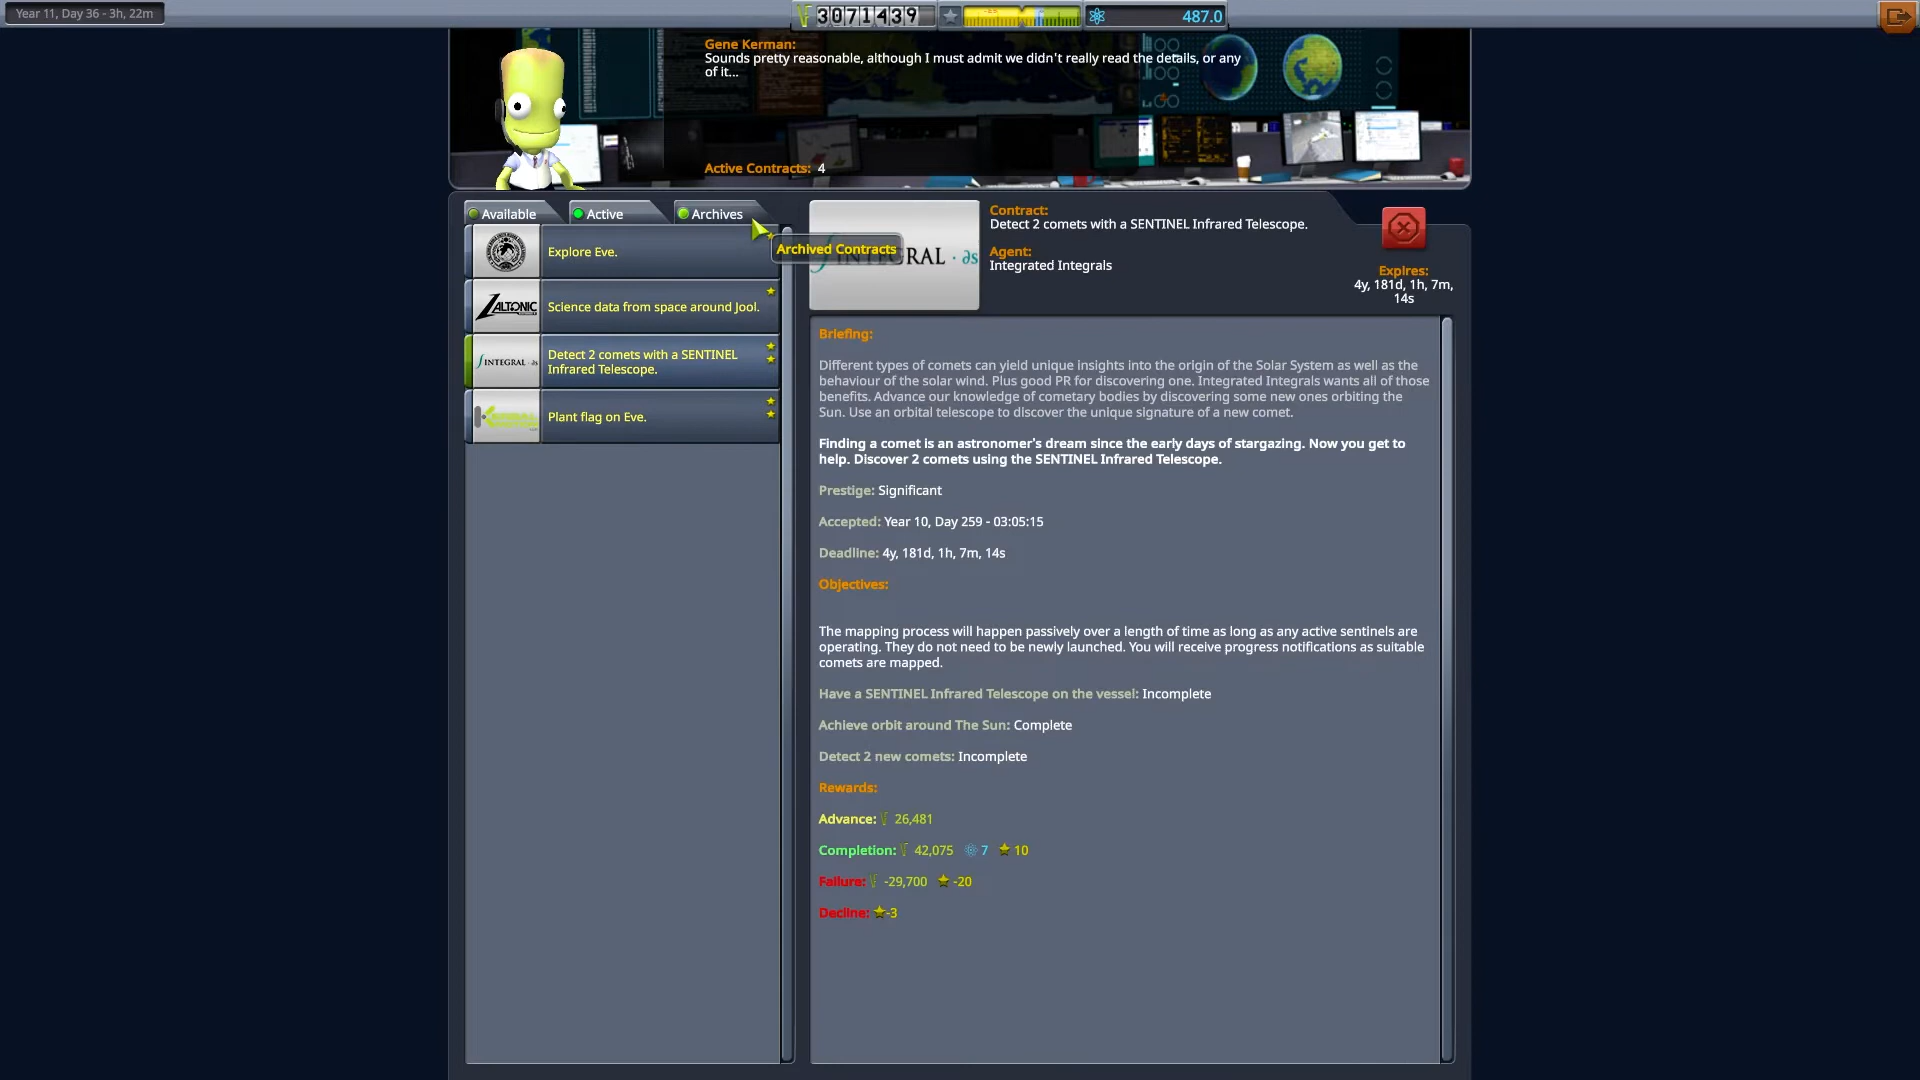 Year 11, Day 36 - 3h, 22m
3071439
487.0
Gene Kerman:
Sounds pretty reasonable, although I must admit we didn't really read the details, or any
of it...
Active Contracts: 4
Available
Active
Archives
Archived Contracts
Explore Eve.
ZALTONIC
Science data from space around Jool.
INTEGRAL · ∂s
Detect 2 comets with a SENTINEL
Infrared Telescope.
Plant flag on Eve.
INTEGRAL · ∂s
Contract:
Detect 2 comets with a SENTINEL Infrared Telescope.
Agent:
Integrated Integrals
Expires:
4y, 181d, 1h, 7m,
14s
Briefing:
Different types of comets can yield unique insights into the origin of the Solar System as well as the
behaviour of the solar wind. Plus good PR for discovering one. Integrated Integrals wants all of those
benefits. Advance our knowledge of cometary bodies by discovering some new ones orbiting the
Sun. Use an orbital telescope to discover the unique signature of a new comet.
Finding a comet is an astronomer's dream since the early days of stargazing. Now you get to
help. Discover 2 comets using the SENTINEL Infrared Telescope.
Prestige: Significant
Accepted: Year 10, Day 259 - 03:05:15
Deadline: 4y, 181d, 1h, 7m, 14s
Objectives:
The mapping process will happen passively over a length of time as long as any active sentinels are
operating. They do not need to be newly launched. You will receive progress notifications as suitable
comets are mapped.
Have a SENTINEL Infrared Telescope on the vessel: Incomplete
Achieve orbit around The Sun: Complete
Detect 2 new comets: Incomplete
Rewards:
Advance: 26,481
Completion: 42,075 7 10
Failure: -29,700 -20
Decline: -3